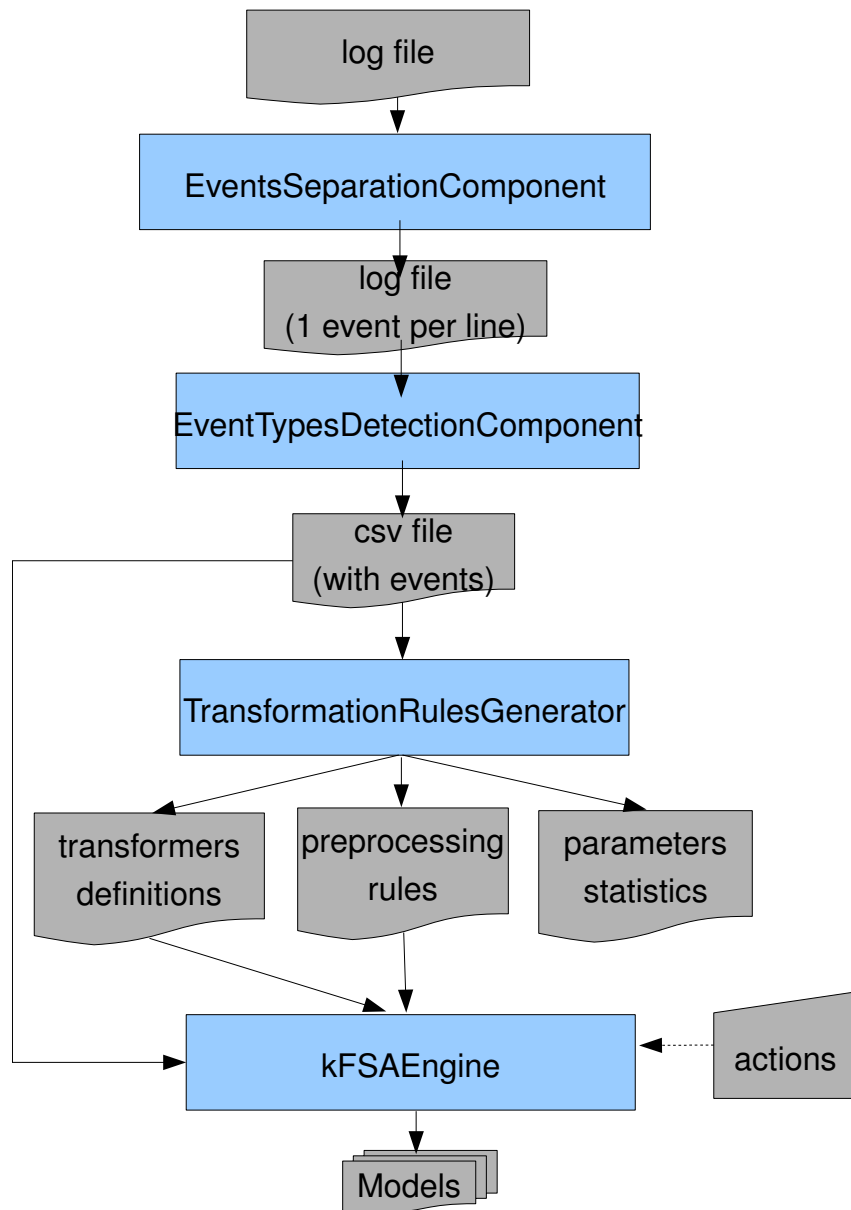 log file
EventsSeparationComponent
log file
(1 event per line)
EventTypesDetectionComponent
csv file
(with events)
TransformationRulesGenerator
transformers
definitions
preprocessing
rules
parameters
statistics
kFSAEngine
actions
Models